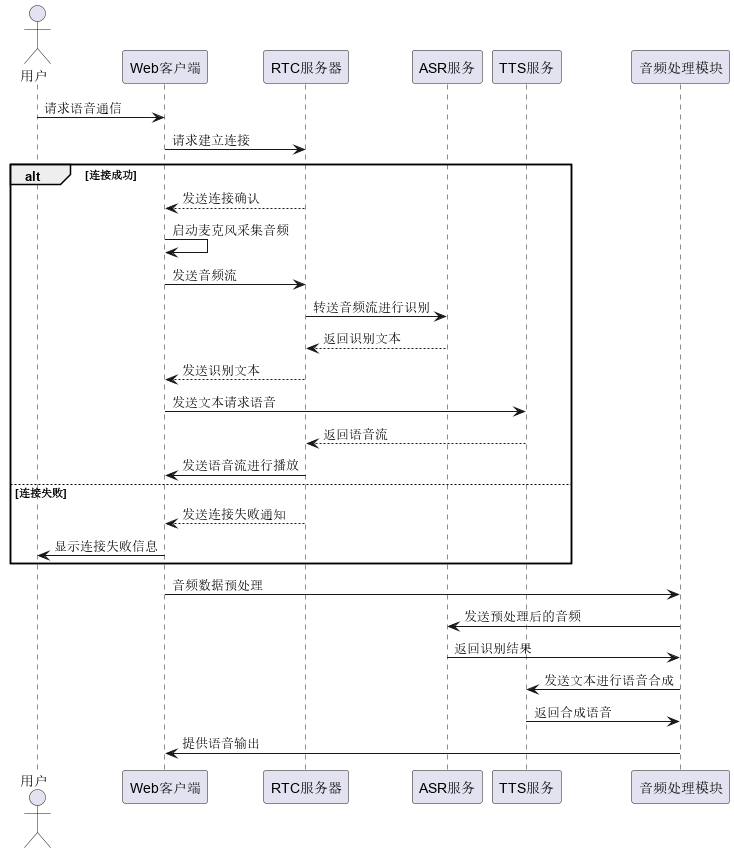 用户
Web客户端
RTC服务器
ASR服务
TTS服务
音频处理模块
请求语音通信
请求建立连接
alt
[连接成功]
发送连接确认
启动麦克风采集音频
发送音频流
转送音频流进行识别
返回识别文本
发送识别文本
发送文本请求语音
返回语音流
发送语音流进行播放
[连接失败]
发送连接失败通知
显示连接失败信息
音频数据预处理
发送预处理后的音频
返回识别结果
发送文本进行语音合成
返回合成语音
提供语音输出
用户
Web客户端
RTC服务器
ASR服务
TTS服务
音频处理模块